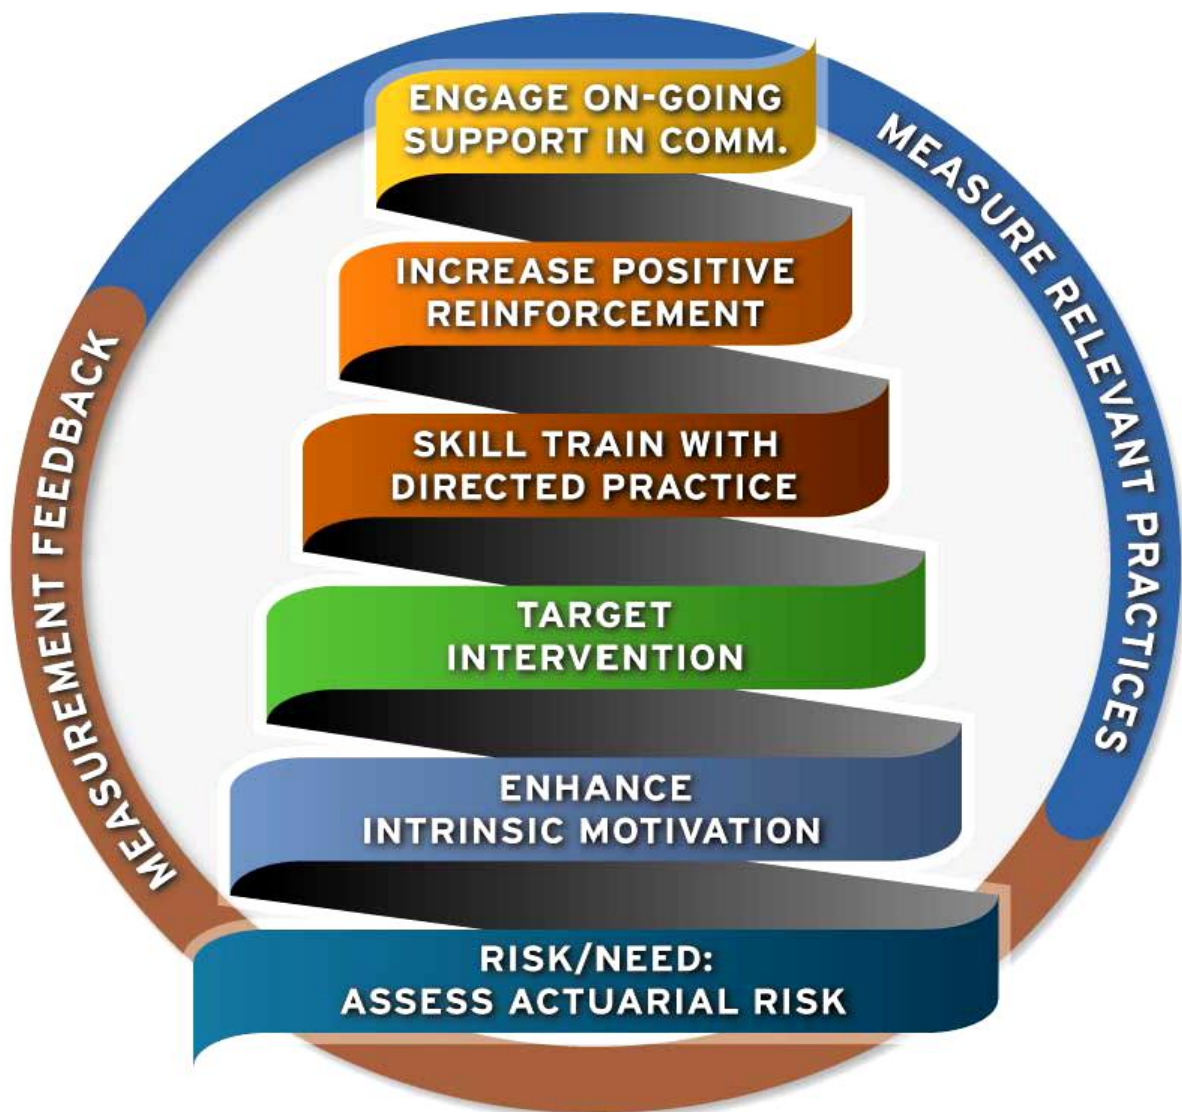 ENGAGE ON-GOING
SUPPORT IN COMM.
INCREASE POSITIVE
REINFORCEMENT
SKILL TRAIN WITH
DIRECTED PRACTICE
TARGET
INTERVENTION
ENHANCE
INTRINSIC MOTIVATION
RISK/NEED:
ASSESS ACTUARIAL RISK
MEASURE RELEVANT PRACTICES
MEASUREMENT FEEDBACK